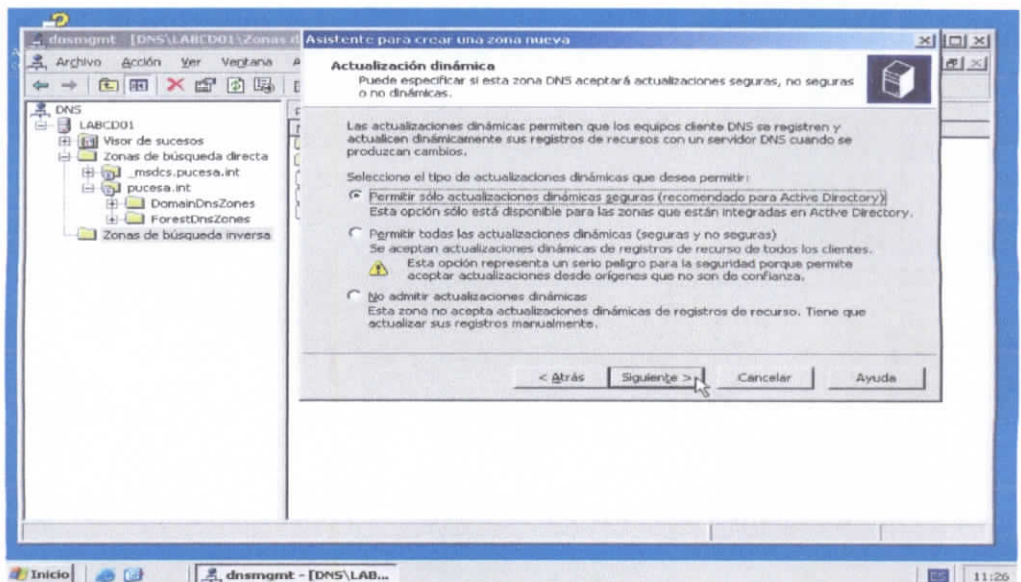 dnsmgmt - [DNS\LABCD01\Zonas d
Asistente para crear una zona nueva
Archivo Acción Ver Ventana A
DNS
LABCD01
Visor de sucesos
Zonas de búsqueda directa
_msdcs.pucesa.int
pucesa.int
DomainDnsZones
ForestDnsZones
Zonas de búsqueda inversa
Actualización dinámica
Puede especificar si esta zona DNS aceptará actualizaciones seguras, no seguras
o no dinámicas.
Las actualizaciones dinámicas permiten que los equipos cliente DNS se registren y
actualicen dinámicamente sus registros de recursos con un servidor DNS cuando se
produzcan cambios.
Seleccione el tipo de actualizaciones dinámicas que desea permitir:
Permitir sólo actualizaciones dinámicas seguras (recomendado para Active Directory)
Esta opción sólo está disponible para las zonas que están integradas en Active Directory.
Permitir todas las actualizaciones dinámicas (seguras y no seguras)
Se aceptan actualizaciones dinámicas de registros de recurso de todos los clientes.
Esta opción representa un serio peligro para la seguridad porque permite
aceptar actualizaciones desde orígenes que no son de confianza.
No admitir actualizaciones dinámicas
Esta zona no acepta actualizaciones dinámicas de registros de recurso. Tiene que
actualizar sus registros manualmente.
< Atrás
Siguiente >
Cancelar
Ayuda
Inicio
dnsmgmt - [DNS\LAB...
11:26